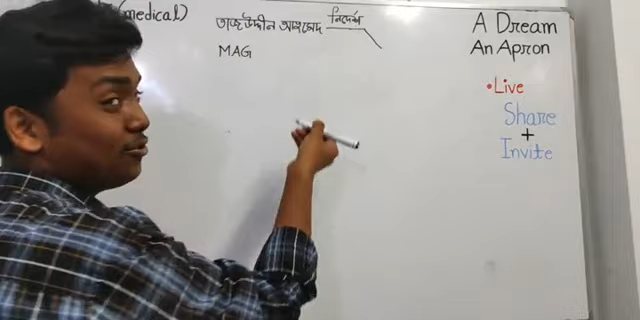 (medical)
তাজউদ্দীন আহমেদ নির্দেশ
MAG
A Dream
An Apron
• Live
Share
+
Invite